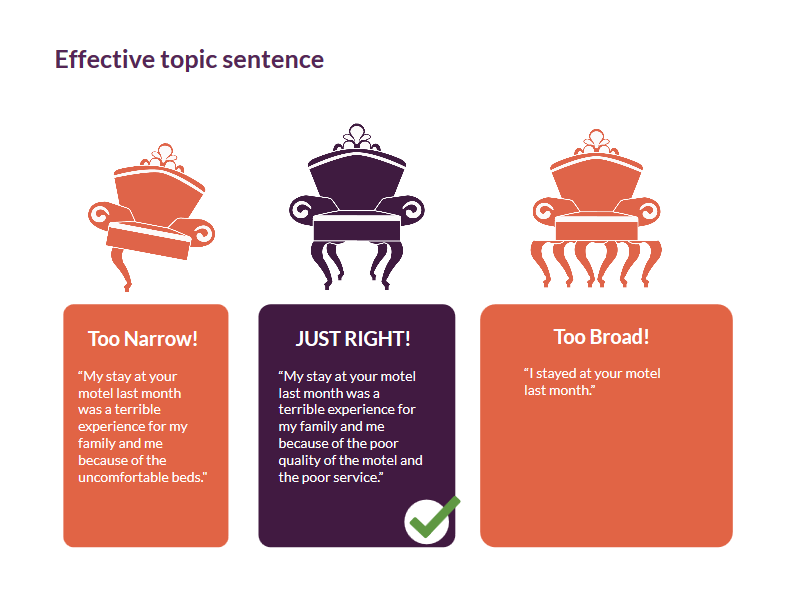 Effective topic sentence
Too Narrow!
“My stay at your
motel last month
was a terrible
experience for my
family and me
because of the
uncomfortable beds."
JUST RIGHT!
“My stay at your motel
last month was a
terrible experience for
my family and me
because of the poor
quality of the motel and
the poor service.”
Too Broad!
“I stayed at your motel
last month.”